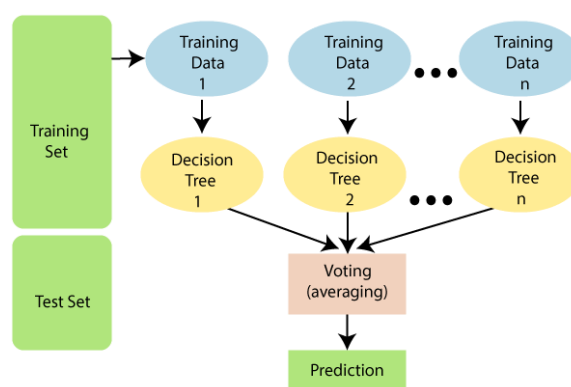 Training
Set
Test Set
Training
Data
1
Training
Data
2
Training
Data
n
Decision
Tree
1
Decision
Tree
2
Decision
Tree
n
Voting
(averaging)
Prediction